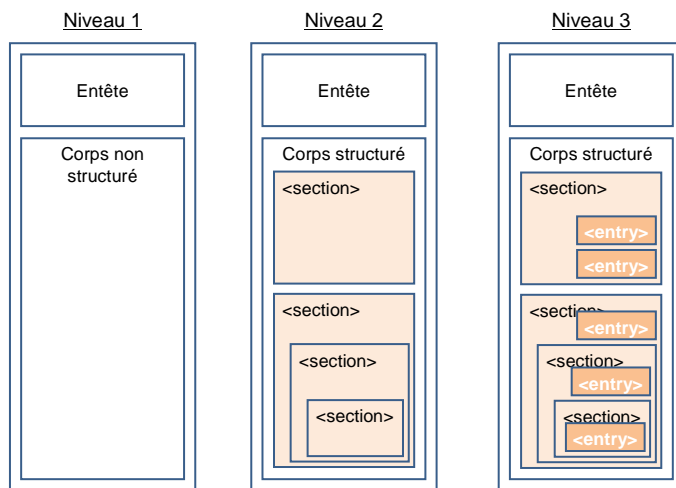 Niveau 1
Entête
Corps non
structuré
Niveau 2
Entête
Corps structuré
<section>
<section>
<section>
<section>
Niveau 3
Entête
Corps structuré
<section>
<entry>
<entry>
<section>
<entry>
<section>
<entry>
<section>
<entry>